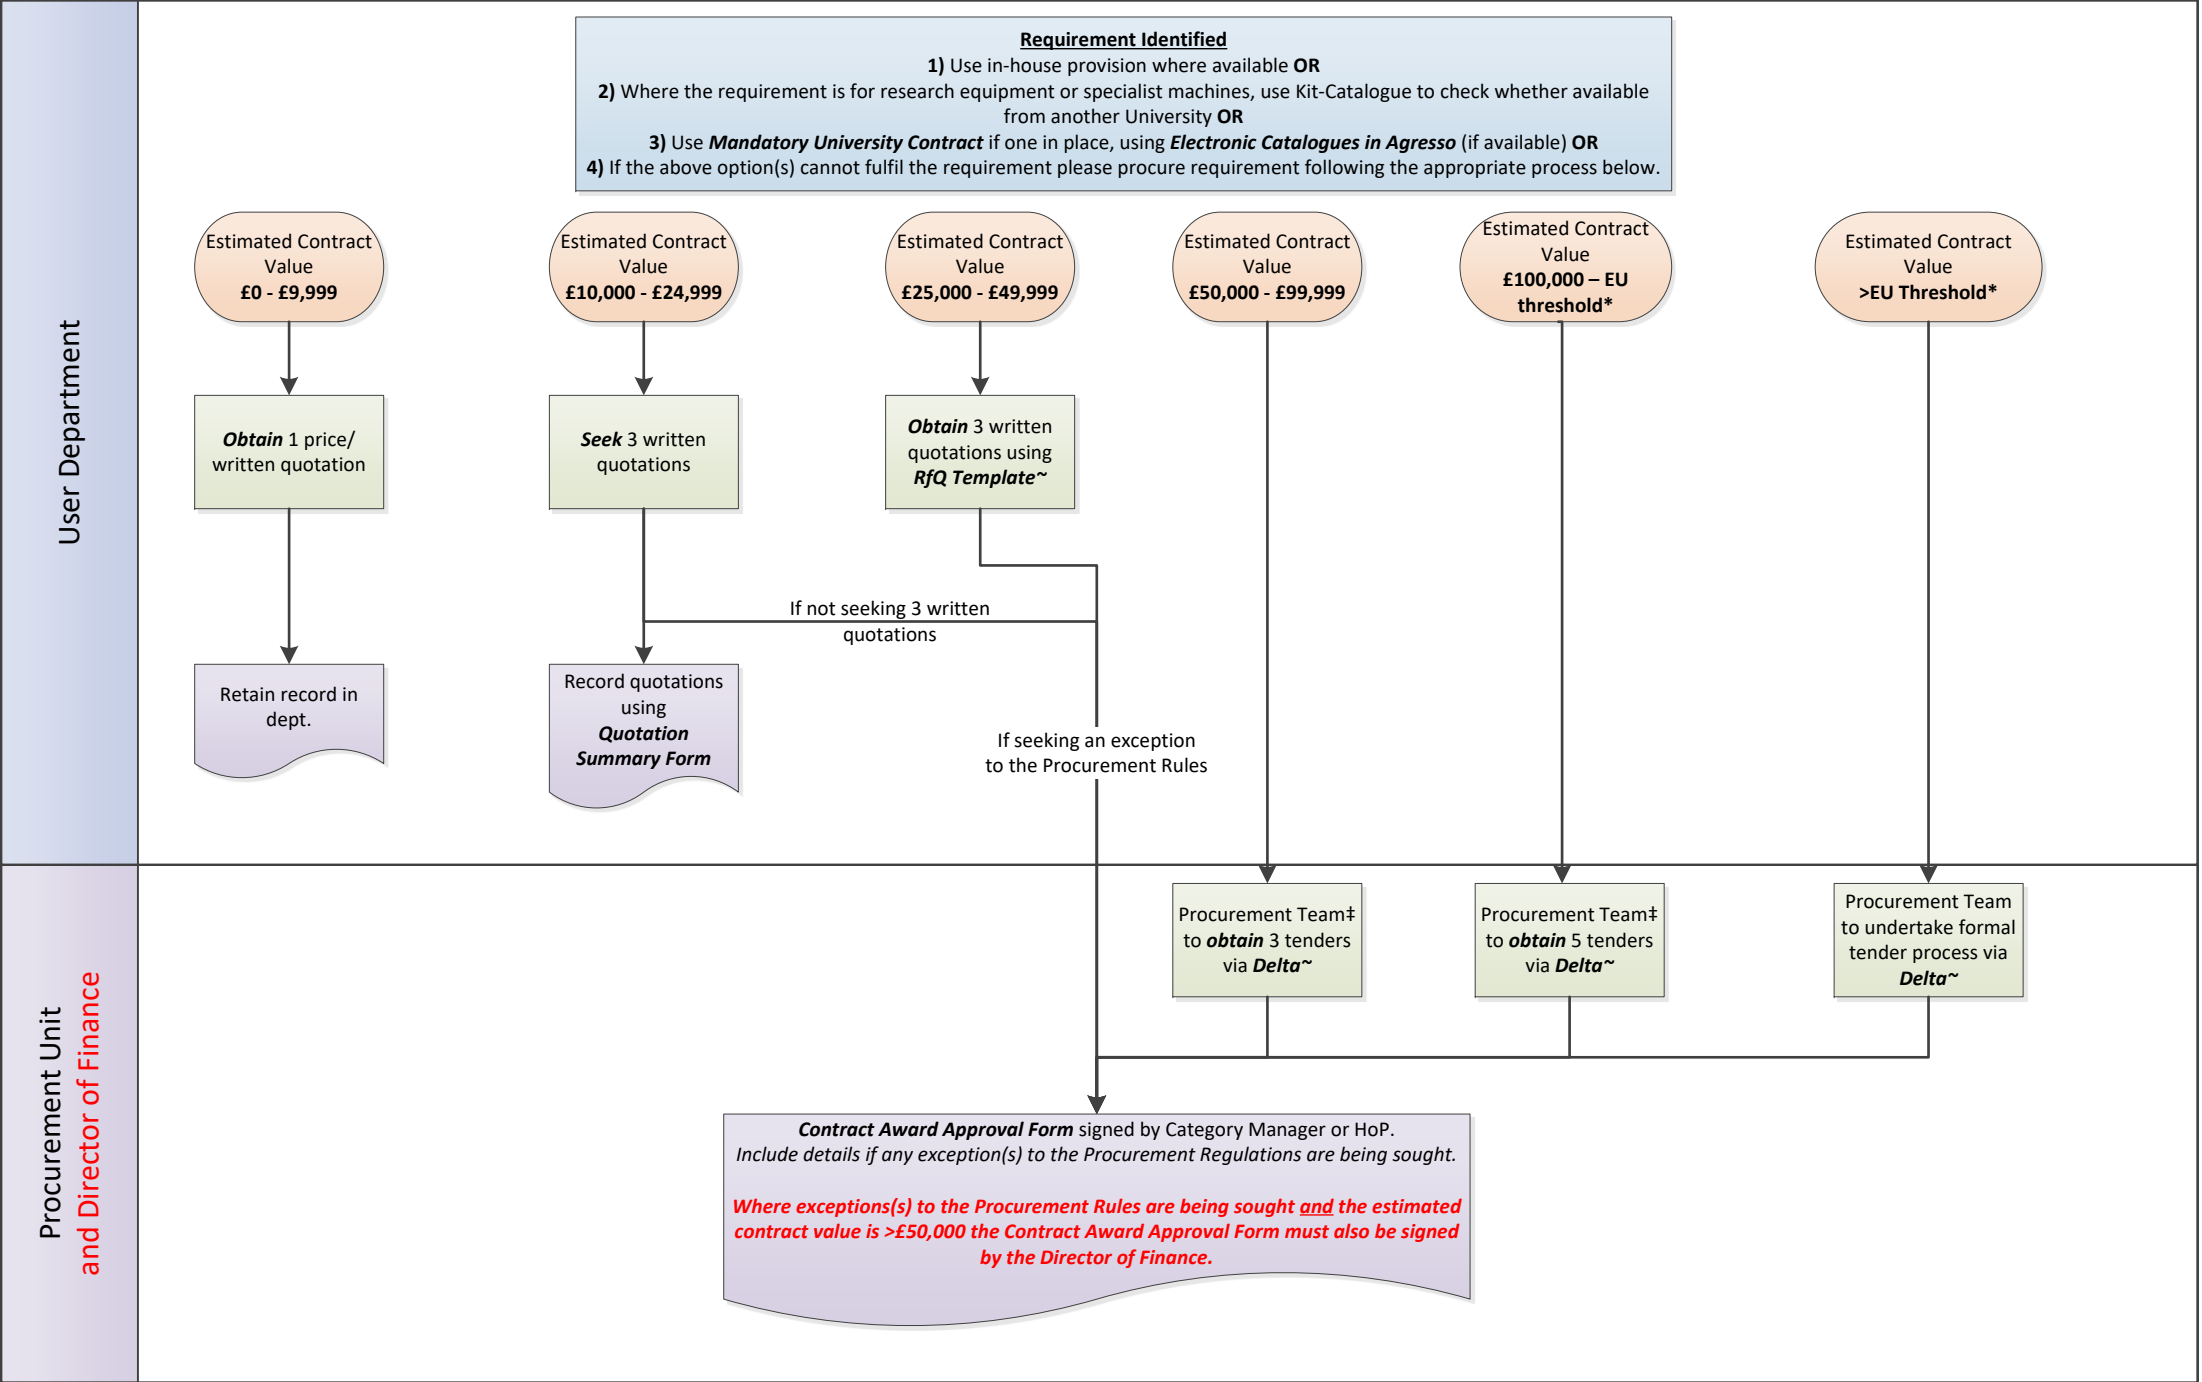 Requirement Identified
1) Use in-house provision where available OR
2) Where the requirement is for research equipment or specialist machines, use Kit-Catalogue to check whether available
from another University OR
3) Use Mandatory University Contract if one in place, using Electronic Catalogues in Agresso (if available) OR
4) If the above option(s) cannot fulfil the requirement please procure requirement following the appropriate process below.
User Department
Estimated Contract
Value
£0 - £9,999
Estimated Contract
Value
£10,000 - £24,999
Estimated Contract
Value
£25,000 - £49,999
Estimated Contract
Value
£50,000 - £99,999
Estimated Contract
Value
£100,000 – EU
threshold*
Estimated Contract
Value
>EU Threshold*
Obtain 1 price/
written quotation
Seek 3 written
quotations
Obtain 3 written
quotations using
RfQ Template~
If not seeking 3 written
quotations
Retain record in
dept.
Record quotations
using
Quotation
Summary Form
If seeking an exception
to the Procurement Rules
Procurement Unit
and Director of Finance
Procurement Team‡
to obtain 3 tenders
via Delta~
Procurement Team‡
to obtain 5 tenders
via Delta~
Procurement Team
to undertake formal
tender process via
Delta~
Contract Award Approval Form signed by Category Manager or HoP.
Include details if any exception(s) to the Procurement Regulations are being sought.
Where exceptions(s) to the Procurement Rules are being sought and the estimated
contract value is >£50,000 the Contract Award Approval Form must also be signed
by the Director of Finance.